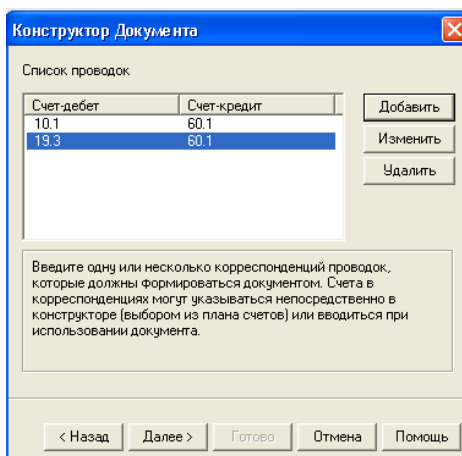 Конструктор Документа
Список проводок
Счет-дебет Счет-кредит
10.1 60.1
19.3 60.1
Добавить
Изменить
Удалить
Введите одну или несколько корреспонденций проводок,
которые должны формироваться документом. Счета в
корреспонденциях могут указываться непосредственно в
конструкторе (выбором из плана счетов) или вводиться при
использовании документа.
< Назад Далее > Готово Отмена Помощь